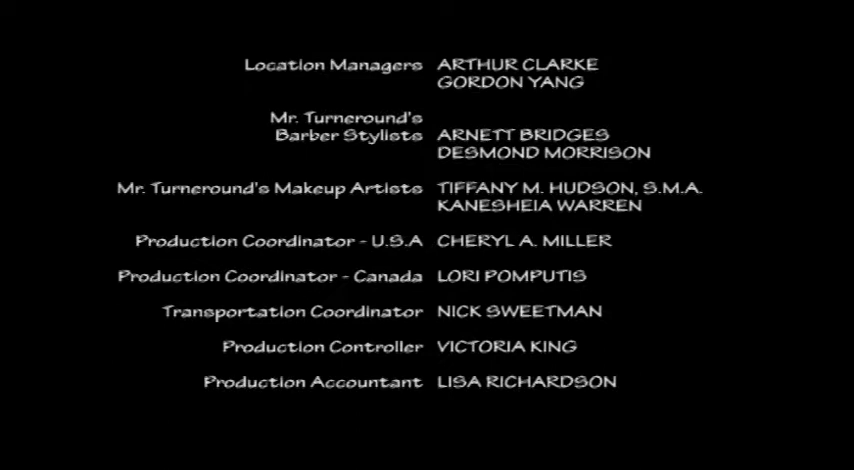 Location Managers ARTHUR CLARKE
GORDON YANG
Mr. Turneround's
Barber Stylists ARNETT BRIDGES
DESMOND MORRISON
Mr. Turneround's Makeup Artists TIFFANY M. HUDSON, S.M.A.
KANESHEIA WARREN
Production Coordinator - U.S.A CHERYL A. MILLER
Production Coordinator - Canada LORI POMPUTIS
Transportation Coordinator NICK SWEETMAN
Production Controller VICTORIA KING
Production Accountant LISA RICHARDSON